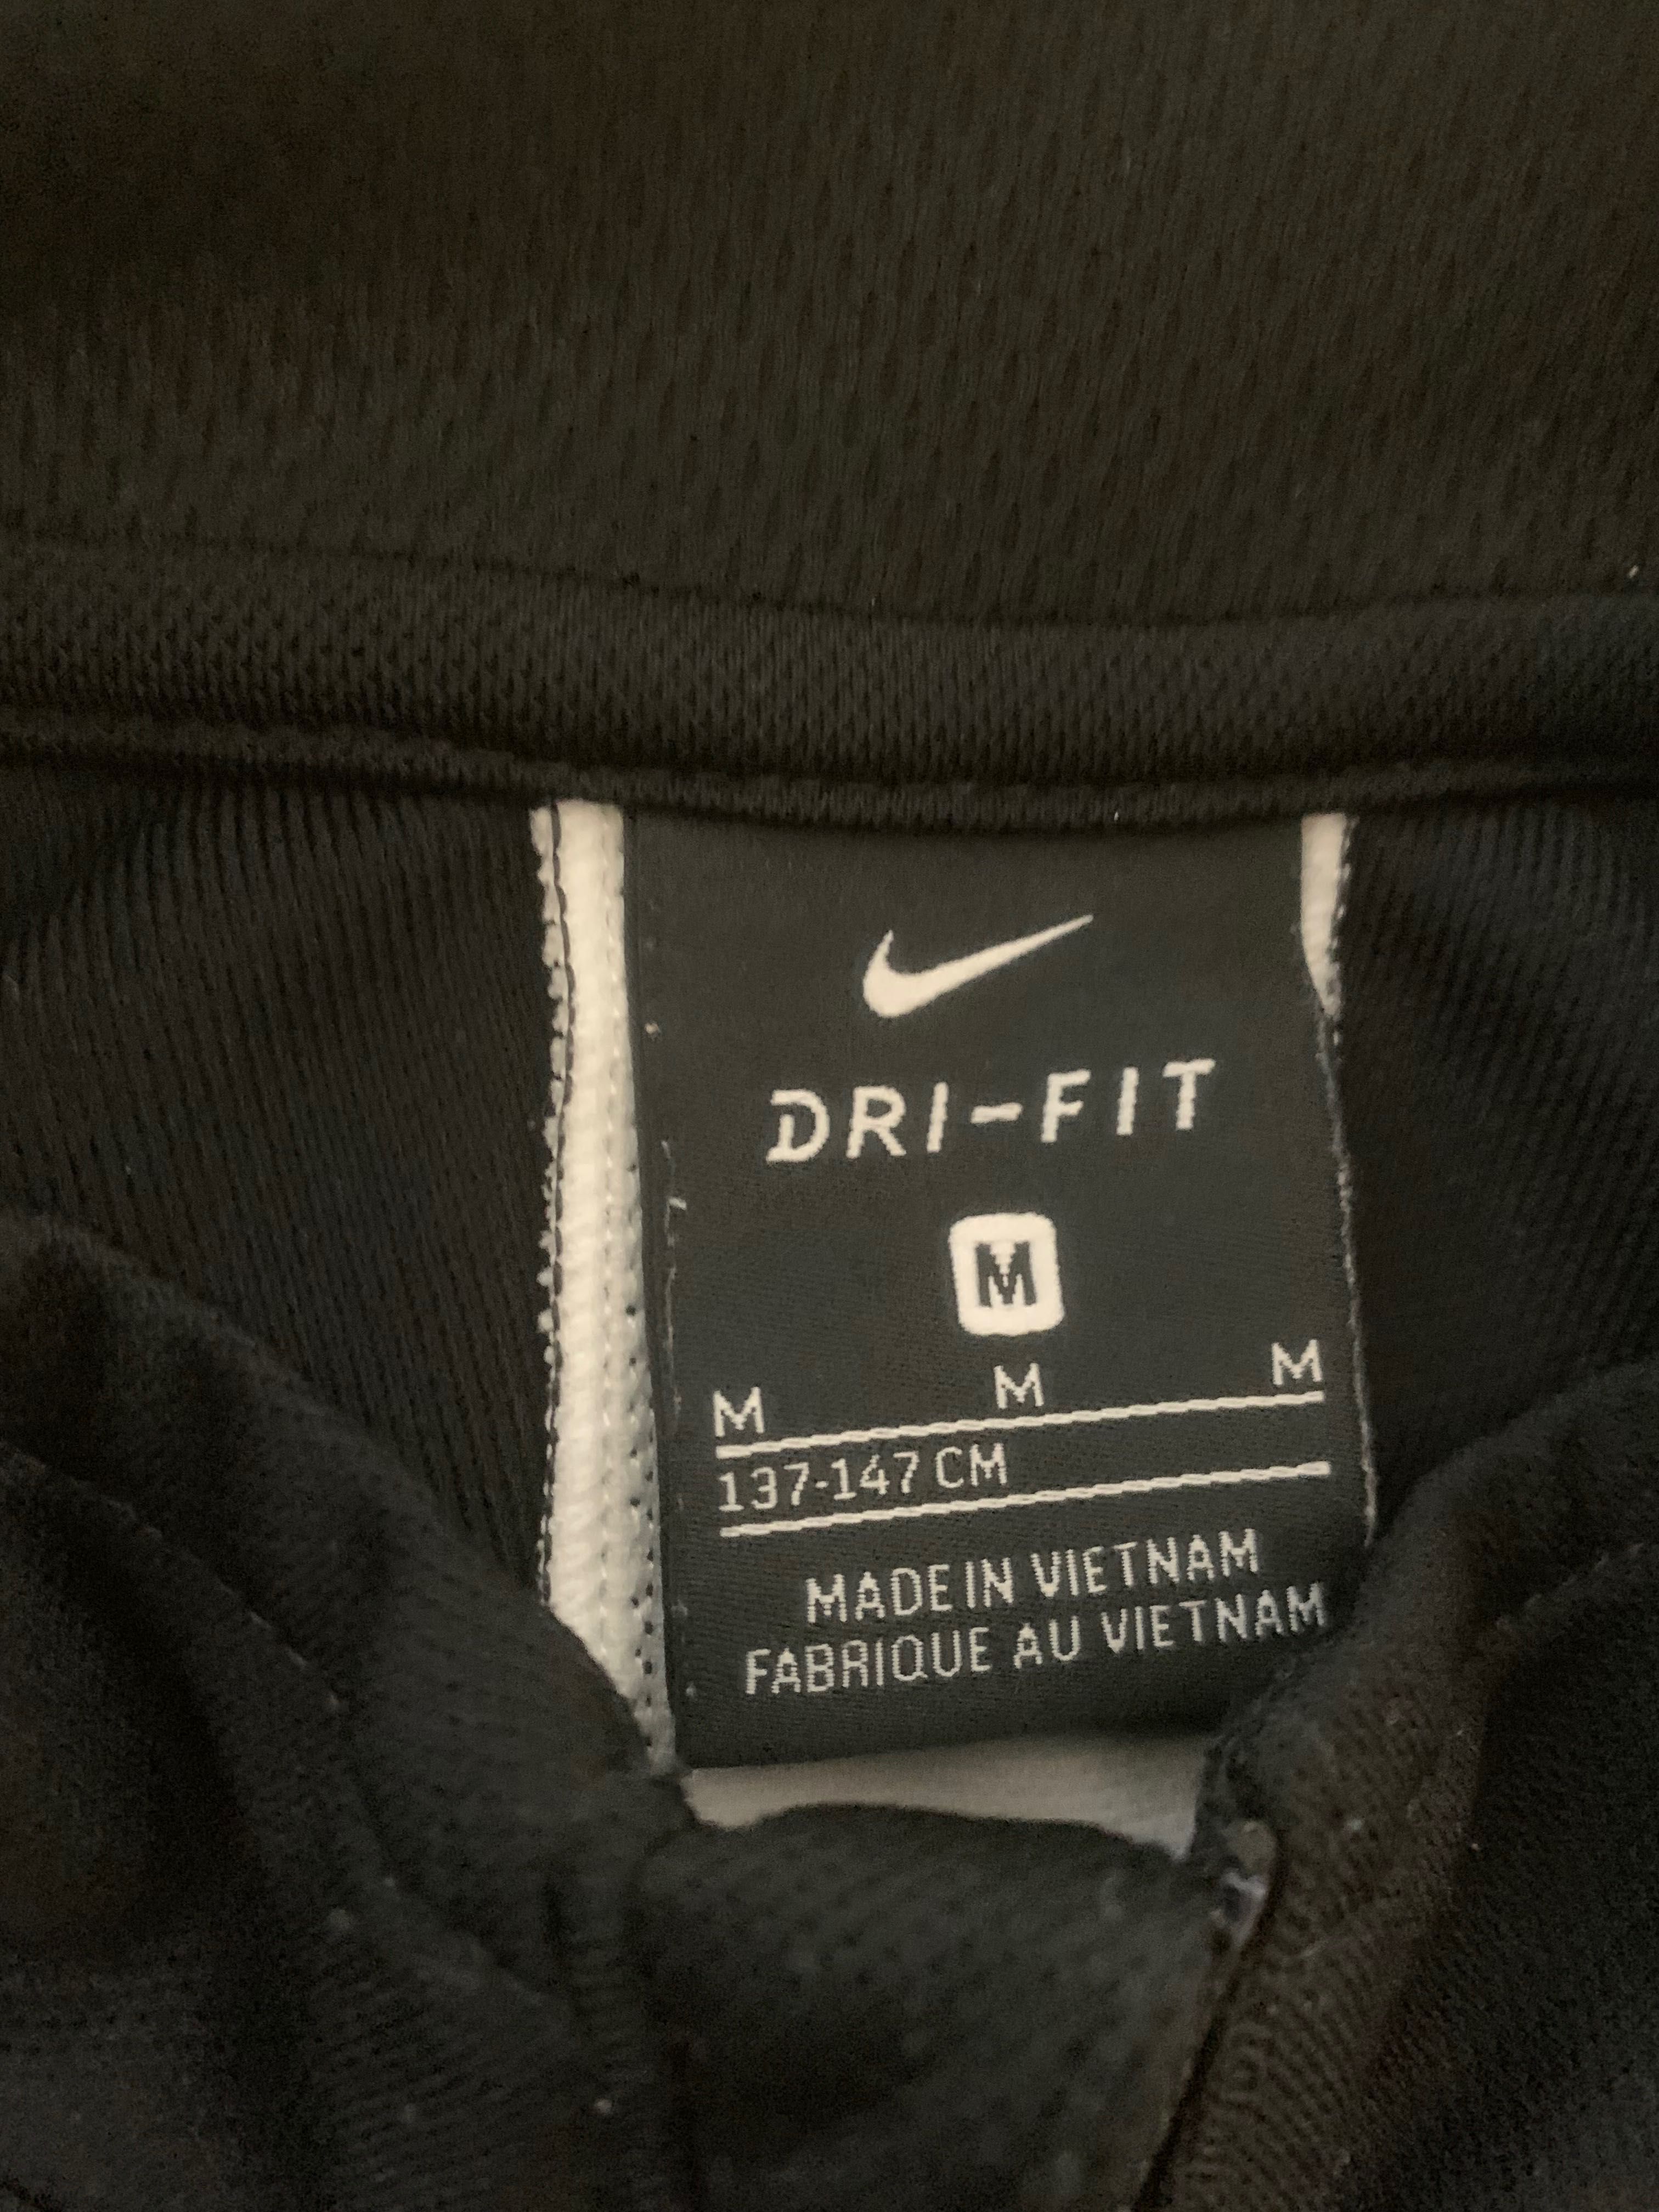 DRI-FIT
M
M M M
137-147 CM
MADE IN VIETNAM
FABRIQUE AU VIETNAM